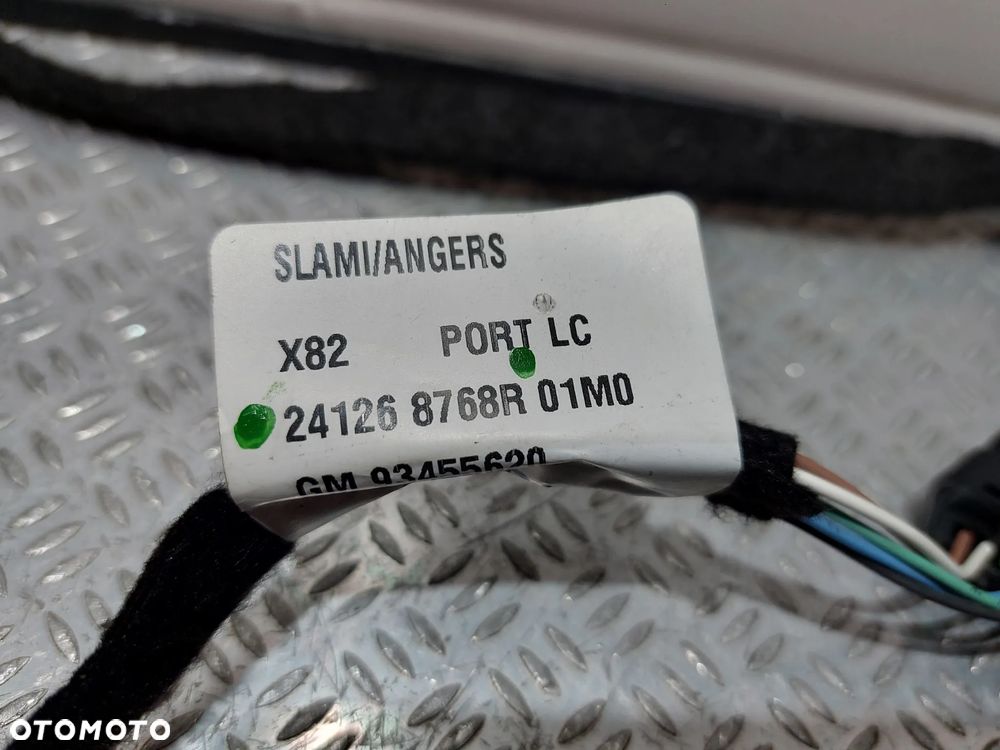 SLAMI/ANGERS
X82 PORT LC
24126 8768R 01M0
GM 93455620
OTOMOTO